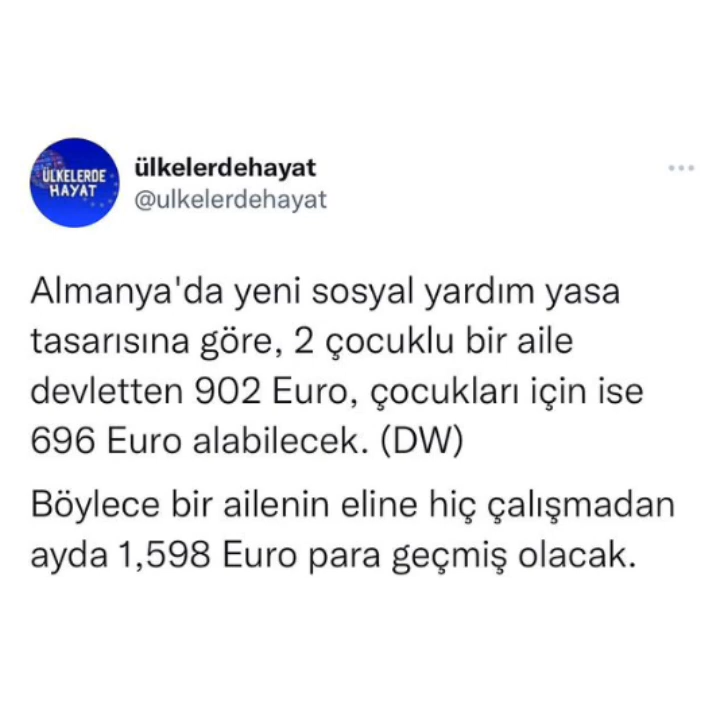 ÜLKELERDE
HAYAT
ülkelerdehayat
@ulkelerdehayat
Almanya'da yeni sosyal yardım yasa
tasarısına göre, 2 çocuklu bir aile
devletten 902 Euro, çocukları için ise
696 Euro alabilecek. (DW)
Böylece bir ailenin eline hiç çalışmadan
ayda 1,598 Euro para geçmiş olacak.